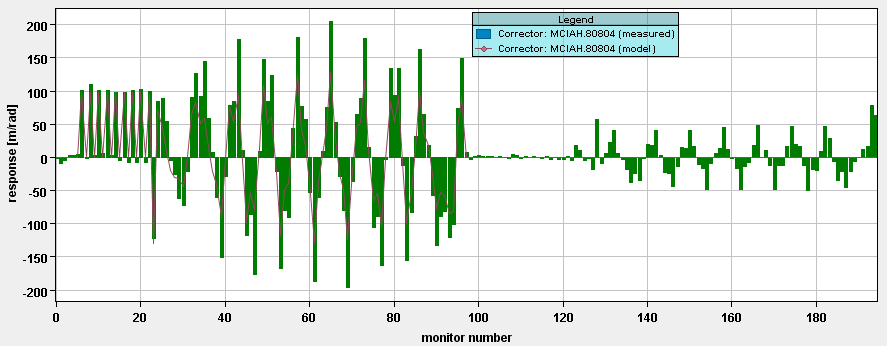 Legend
Corrector: MCIAH.80804 (measured)
Corrector: MCIAH.80804 (model)
response [m/rad]
200
150
100
50
0
-50
-100
-150
-200
0 20 40 60 80 100 120 140 160 180
monitor number